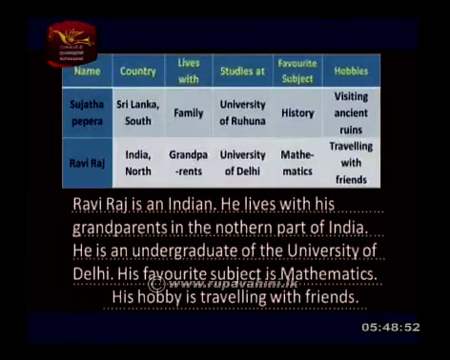 Name Country Lives with Studies at Favourite Subject Hobbies
Sujatha pepera Sri Lanka, South Family University of Ruhuna History Visiting ancient ruins
Ravi Raj India, North Grandpa -rents University of Delhi Mathe- matics Travelling with friends
Ravi Raj is an Indian. He lives with his
grandparents in the nothern part of India.
He is an undergraduate of the University of
Delhi. His favourite subject is Mathematics.
© www.rupavahini.lk
His hobby is travelling with friends.
05:48:52